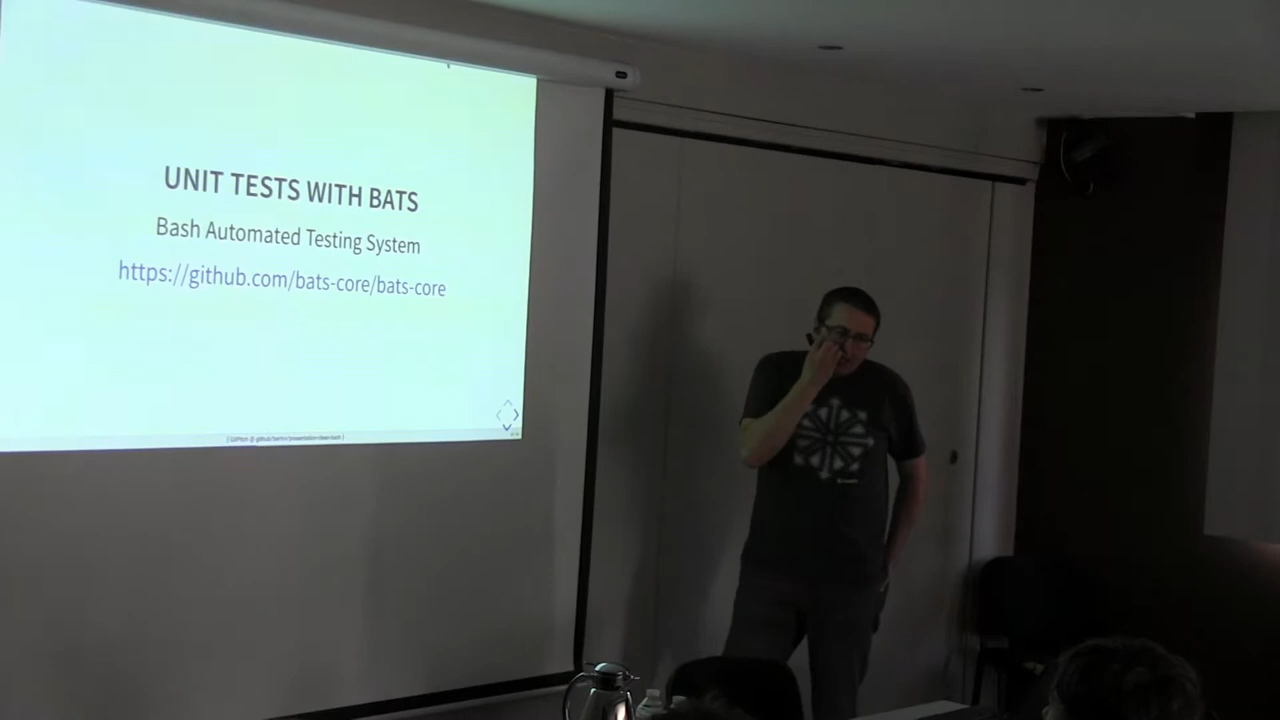 UNIT TESTS WITH BATS
Bash Automated Testing System
https://github.com/bats-core/bats-core